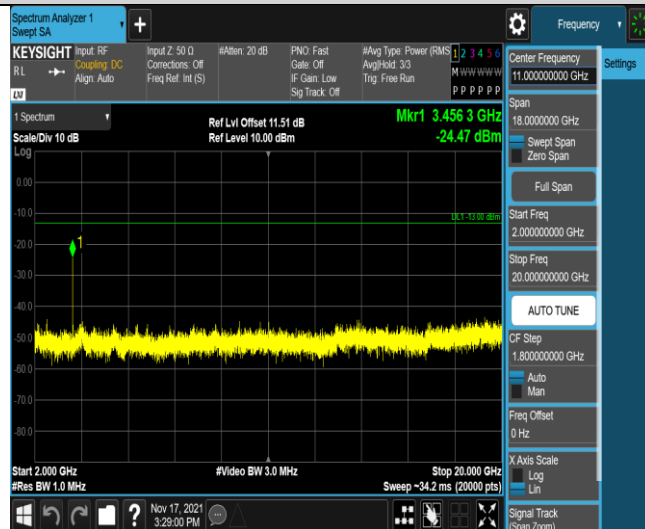 Spectrum Analyzer 1
Swept SA
Frequency
KEYSIGHT
RL
LXI
Input: RF
Coupling: DC
Align: Auto
Input Z: 50 Ω
Corrections: Off
Freq Ref: Int (S)
#Atten: 20 dB
PNO: Fast
Gate: Off
IF Gain: Low
Sig Track: Off
#Avg Type: Power (RMS
Avg|Hold: 3/3
Trig: Free Run
1 2 3 4 5 6
M W W W W W
P P P P P P
1 Spectrum
Scale/Div 10 dB
Log
Ref Lvl Offset 11.51 dB
Ref Level 10.00 dBm
Mkr1 3.456 3 GHz
-24.47 dBm
0.00
-10.0
DL1 -13.00 dBm
1
-20.0
-30.0
-40.0
-50.0
-60.0
-70.0
-80.0
Start 2.000 GHz
#Res BW 1.0 MHz
#Video BW 3.0 MHz
Stop 20.000 GHz
Sweep ~34.2 ms (20000 pts)
Nov 17, 2021
3:29:00 PM
?
Settings
Center Frequency
11.000000000 GHz
Span
18.0000000 GHz
Swept Span
Zero Span
Full Span
Start Freq
2.000000000 GHz
Stop Freq
20.000000000 GHz
AUTO TUNE
CF Step
1.800000000 GHz
Auto
Man
Freq Offset
0 Hz
X Axis Scale
Log
Lin
Signal Track
(Span Zoom)